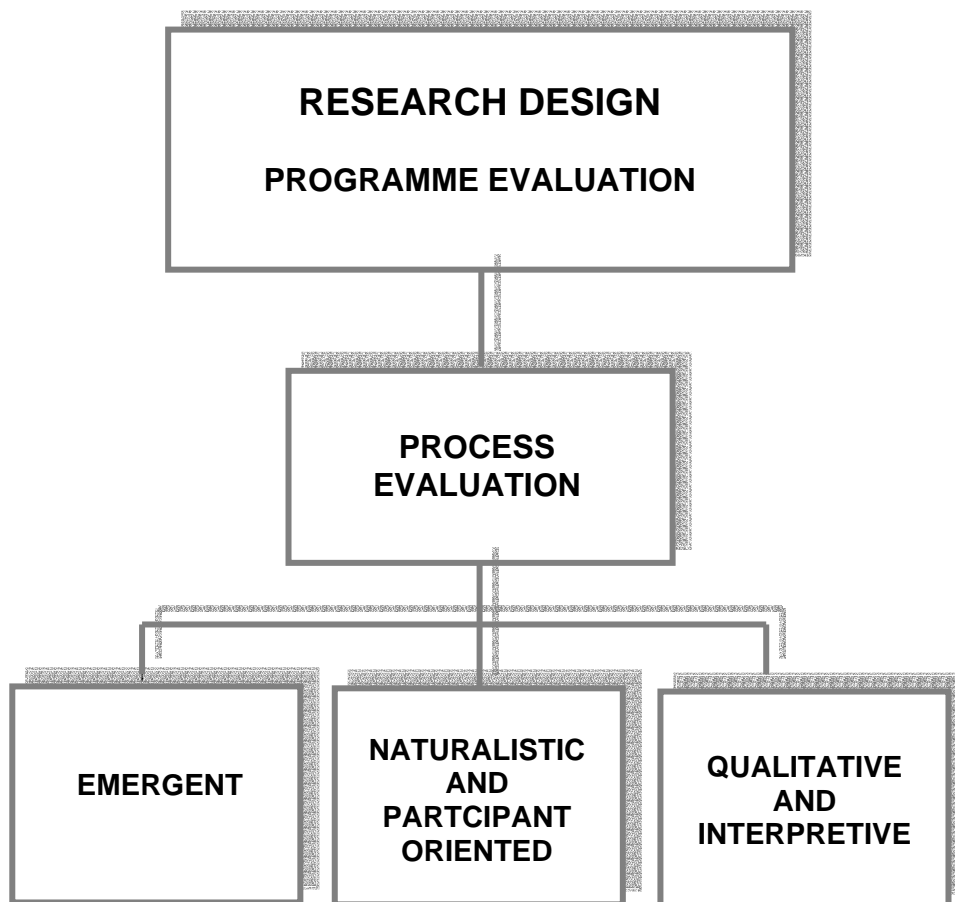 RESEARCH DESIGN
PROGRAMME EVALUATION
PROCESS
EVALUATION
EMERGENT
NATURALISTIC
AND
PARTCIPANT
ORIENTED
QUALITATIVE
AND
INTERPRETIVE